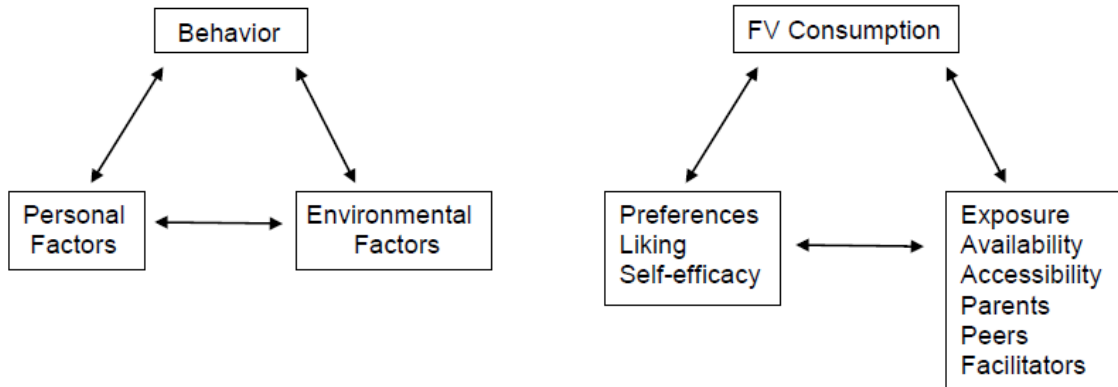 Behavior
Personal
Factors
Environmental
Factors
FV Consumption
Preferences
Liking
Self-efficacy
Exposure
Availability
Accessibility
Parents
Peers
Facilitators